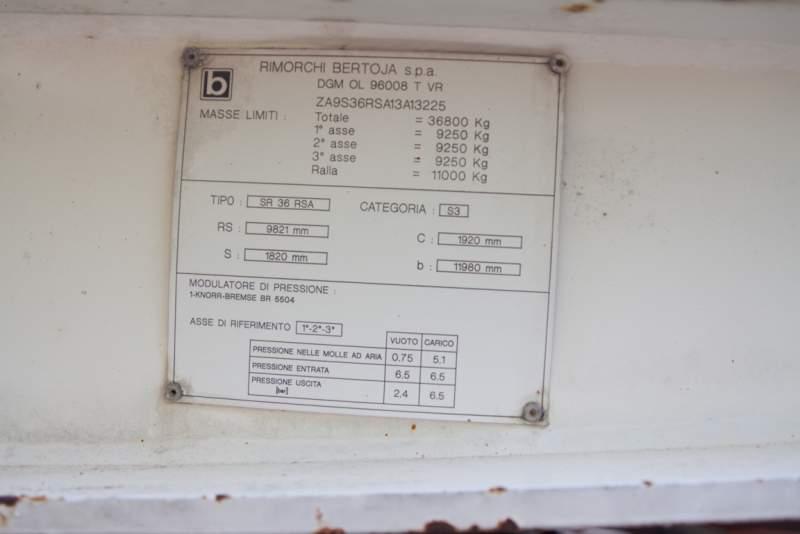 b RIMORCHI BERTOJA s.p.a.
DGM OL 96008 T VR
ZA9S36RSA13A13225
MASSE LIMITI : Totale = 36800 Kg
1° asse = 9250 Kg
2° asse = 9250 Kg
3° asse = 9250 Kg
Ralla = 11000 Kg
TIPO : SR 36 RSA CATEGORIA : S3
RS : 9821 mm C : 1920 mm
S : 1820 mm b : 11980 mm
MODULATORE DI PRESSIONE :
1-KNORR-BREMSE BR 5504
ASSE DI RIFERIMENTO 1°-2°-3°
VUOTO CARICO
PRESSIONE NELLE MOLLE AD ARIA 0,75 5.1
PRESSIONE ENTRATA 6.5 6.5
PRESSIONE USCITA 2,4 6.5
[bar]